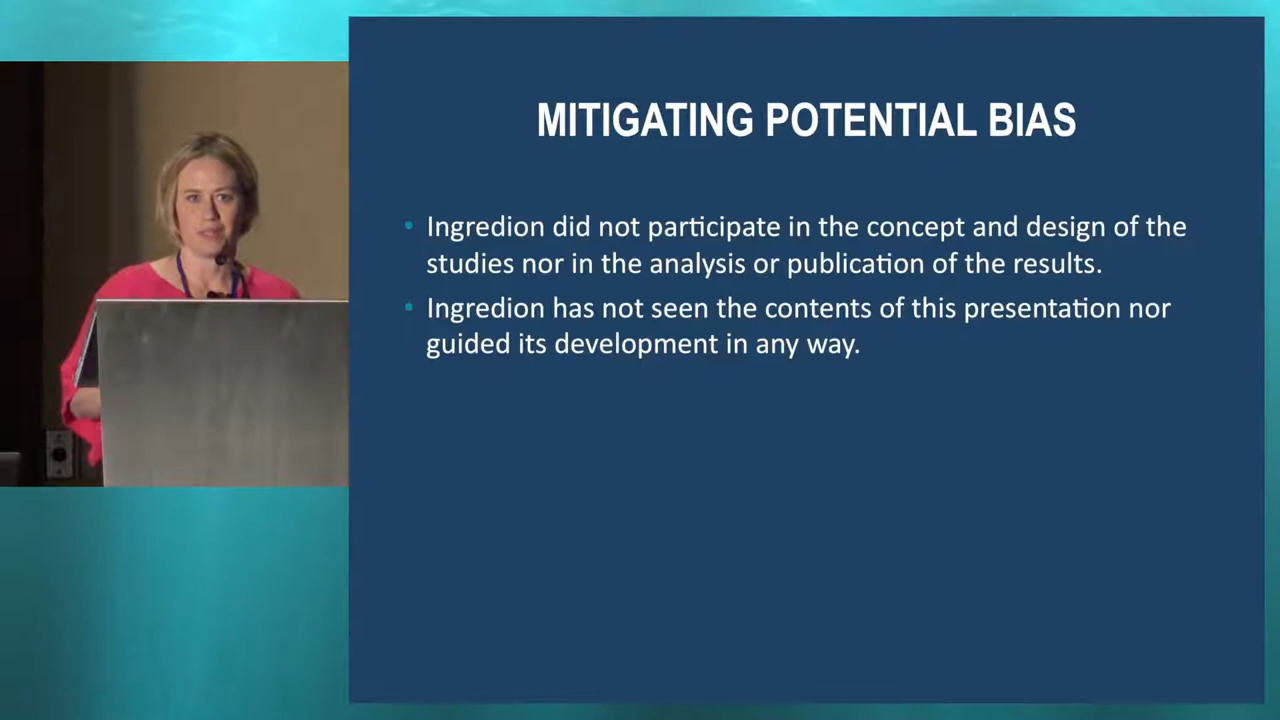 MITIGATING POTENTIAL BIAS
• Ingredion did not participate in the concept and design of the
studies nor in the analysis or publication of the results.
• Ingredion has not seen the contents of this presentation nor
guided its development in any way.